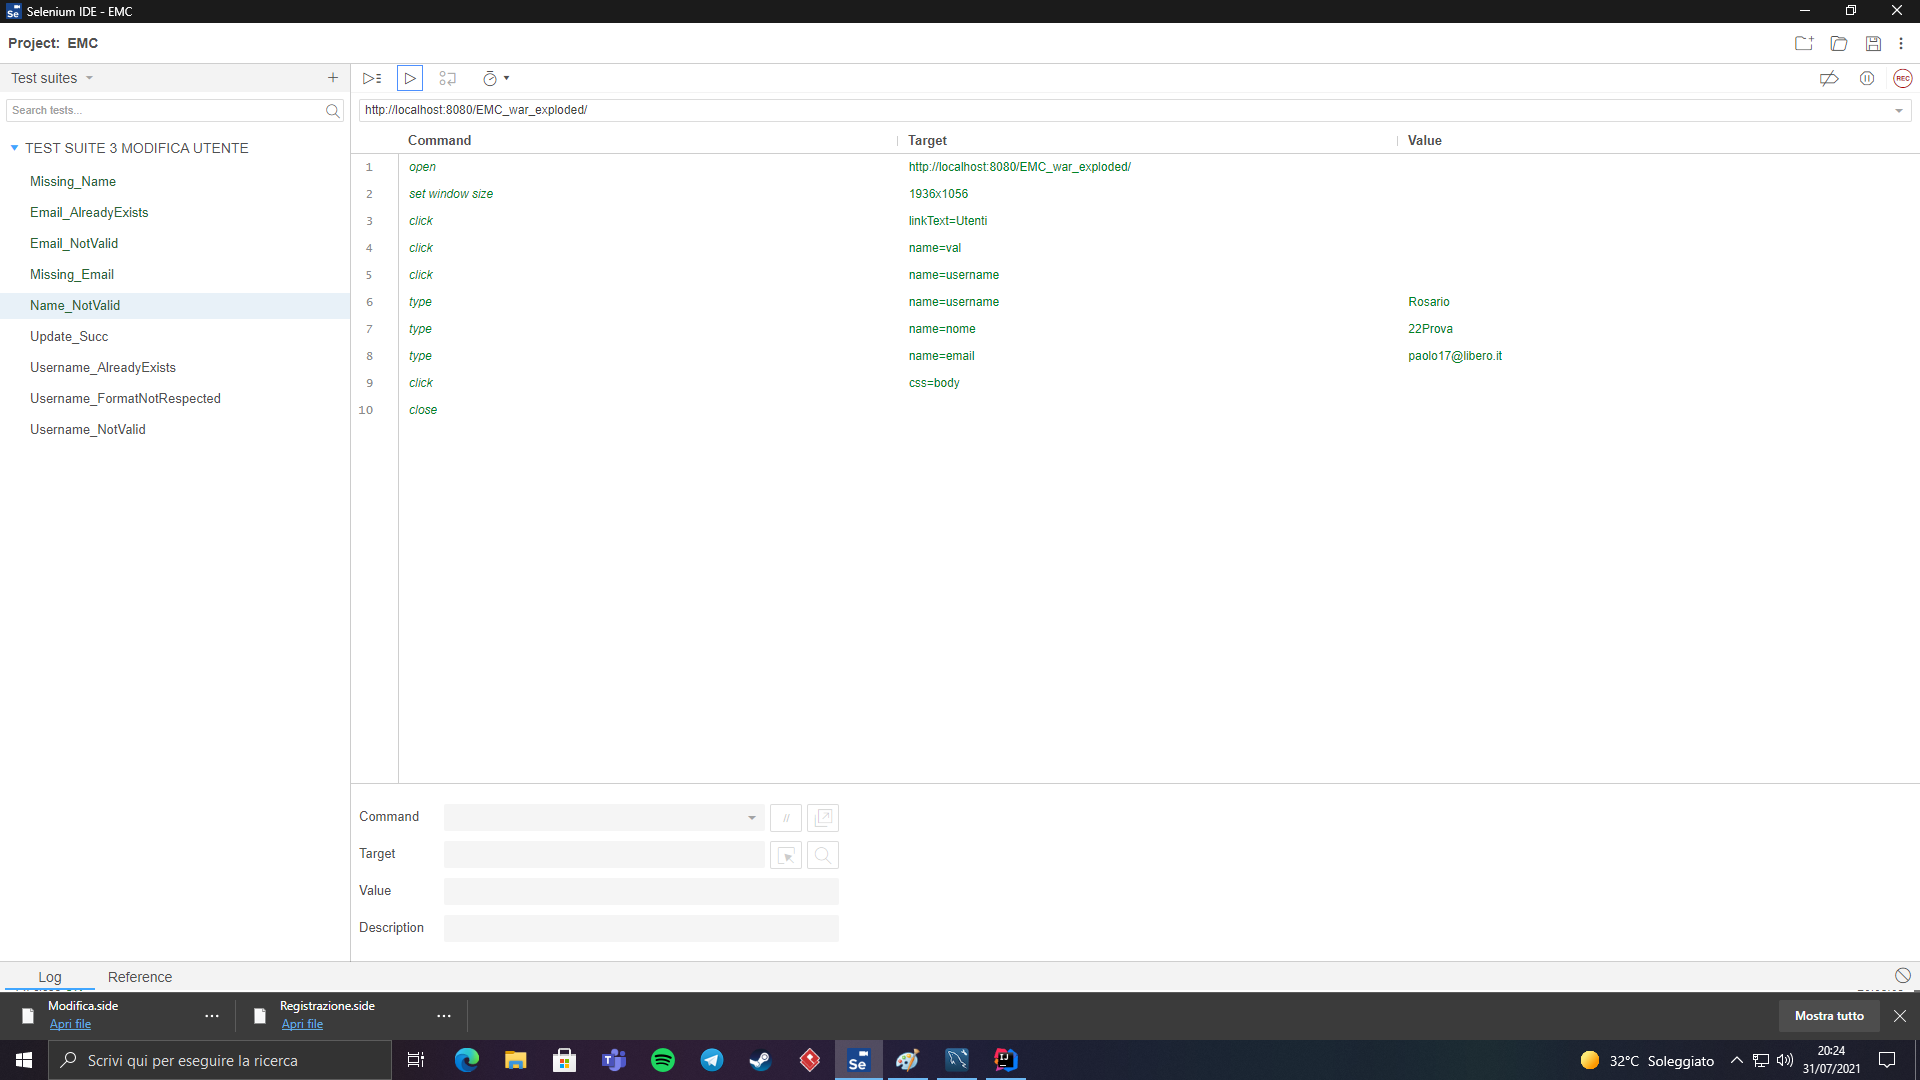 Selenium IDE - EMC
Project: EMC
Test suites
Search tests...
TEST SUITE 3 MODIFICA UTENTE
Missing_Name
Email_AlreadyExists
Email_NotValid
Missing_Email
Name_NotValid
Update_Succ
Username_AlreadyExists
Username_FormatNotRespected
Username_NotValid
REC
http://localhost:8080/EMC_war_exploded/
Command Target Value
1 open http://localhost:8080/EMC_war_exploded/
2 set window size 1936x1056
3 click linkText=Utenti
4 click name=val
5 click name=username
6 type name=username Rosario
7 type name=nome 22Prova
8 type name=email paolo17@libero.it
9 click css=body
10 close
Command //
Target
Value
Description
Log Reference
Modifica.side
Apri file
Registrazione.side
Apri file
Mostra tutto
Scrivi qui per eseguire la ricerca
32°C Soleggiato
20:24
31/07/2021